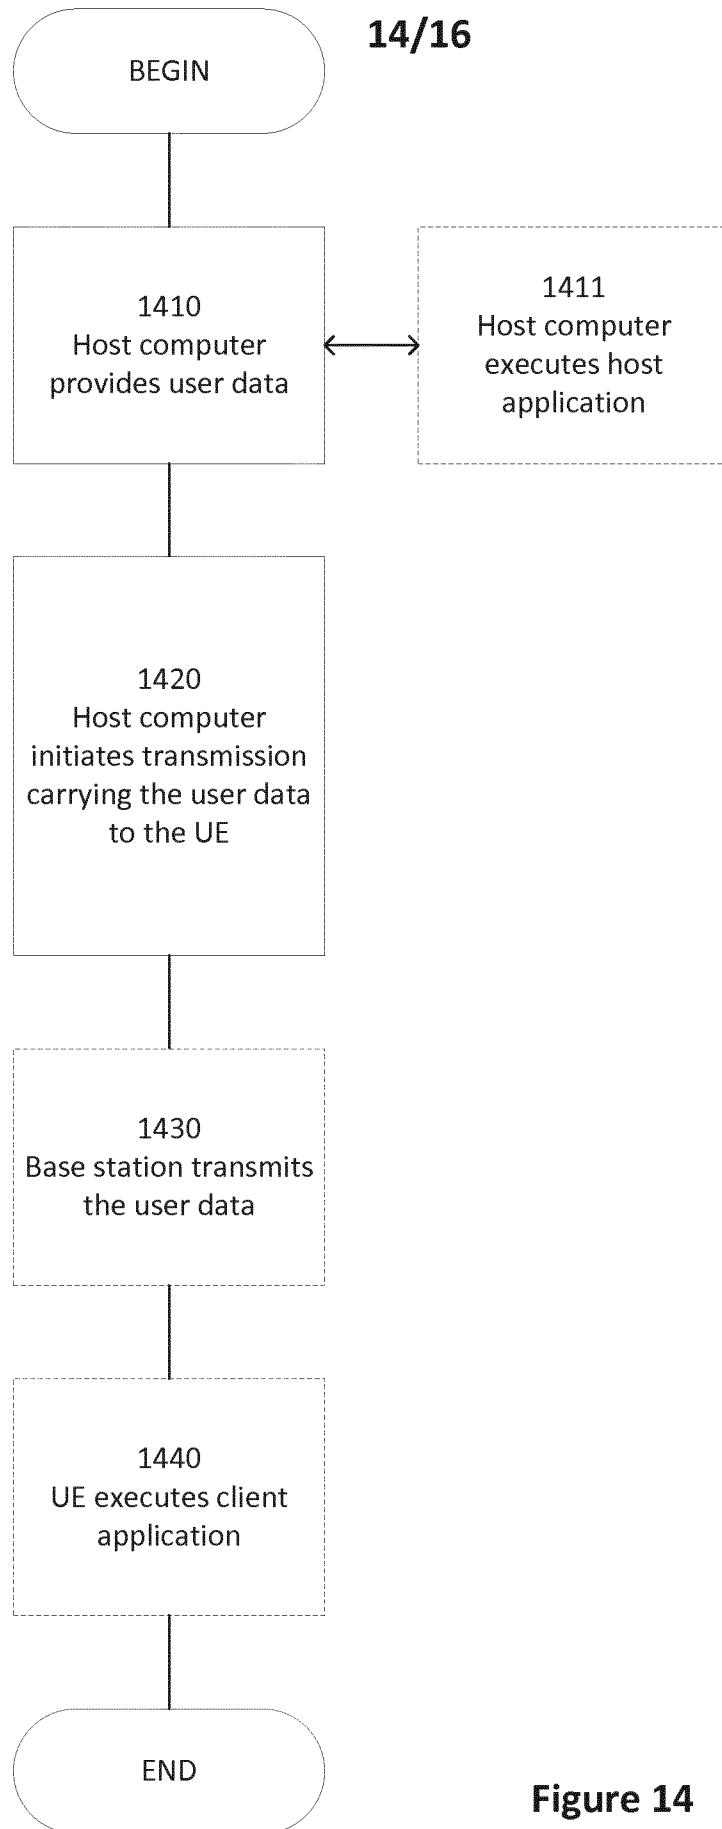 14/16
BEGIN
1410
Host computer
provides user data
1411
Host computer
executes host
application
1420
Host computer
initiates transmission
carrying the user data
to the UE
1430
Base station transmits
the user data
1440
UE executes client
application
END
Figure 14